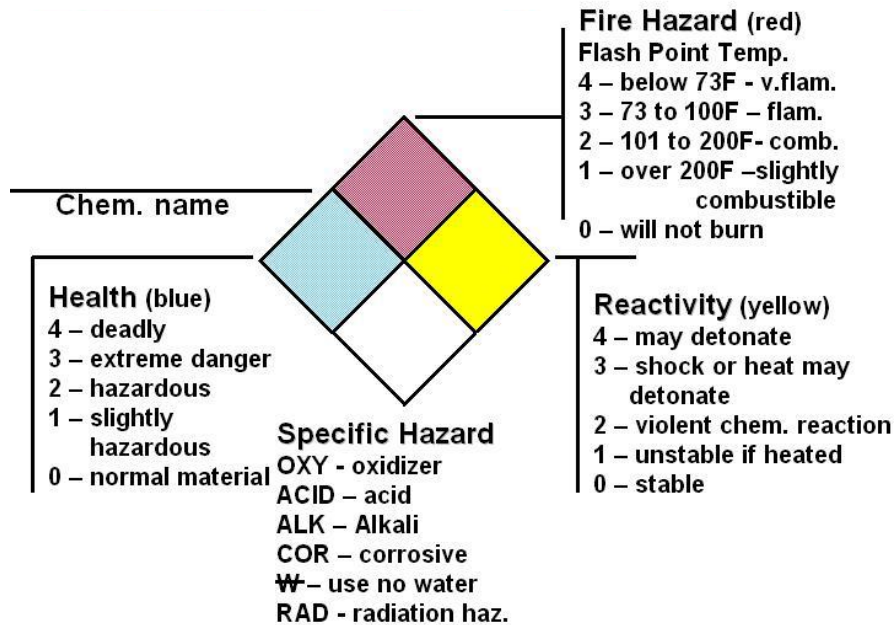 Fire Hazard (red)
Flash Point Temp.
4 – below 73F - v.flam.
3 – 73 to 100F – flam.
2 – 101 to 200F- comb.
1 – over 200F –slightly
combustible
0 – will not burn
Chem. name
Health (blue)
4 – deadly
3 – extreme danger
2 – hazardous
1 – slightly
hazardous
0 – normal material
Reactivity (yellow)
4 – may detonate
3 – shock or heat may
detonate
2 – violent chem. reaction
1 – unstable if heated
0 – stable
Specific Hazard
OXY - oxidizer
ACID – acid
ALK – Alkali
COR – corrosive
W – use no water
RAD - radiation haz.